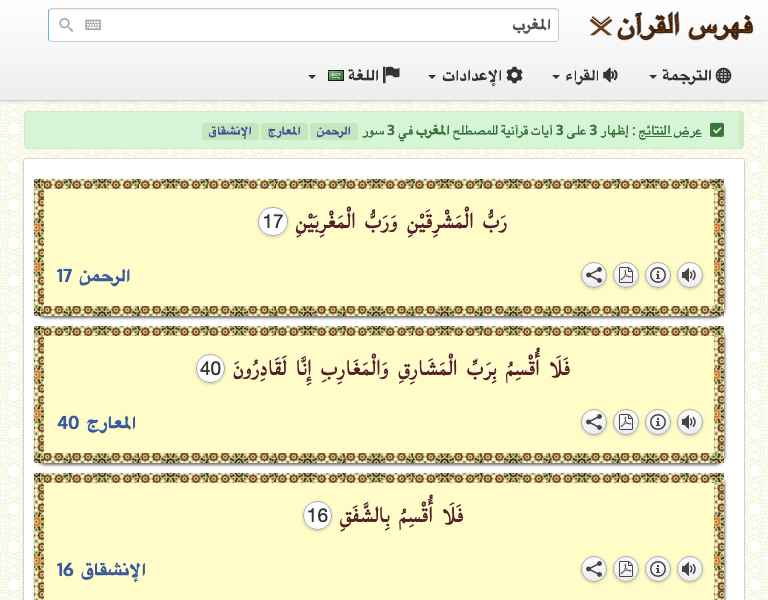 فهرس القرآن
المغرب
الترجمة القراء الإعدادات اللغة
عرض النتائج : إظهار 3 على 3 آيات قرآنية للمصطلح المغرب في 3 سور الرحمن المعارج الإنشقاق
رَبُّ الْمَشْرِقَيْنِ وَرَبُّ الْمَغْرِبَيْنِ 17
الرحمن 17
فَلَا أُقْسِمُ بِرَبِّ الْمَشَارِقِ وَالْمَغَارِبِ إِنَّا لَقَادِرُونَ 40
المعارج 40
فَلَا أُقْسِمُ بِالشَّفَقِ 16
الإنشقاق 16